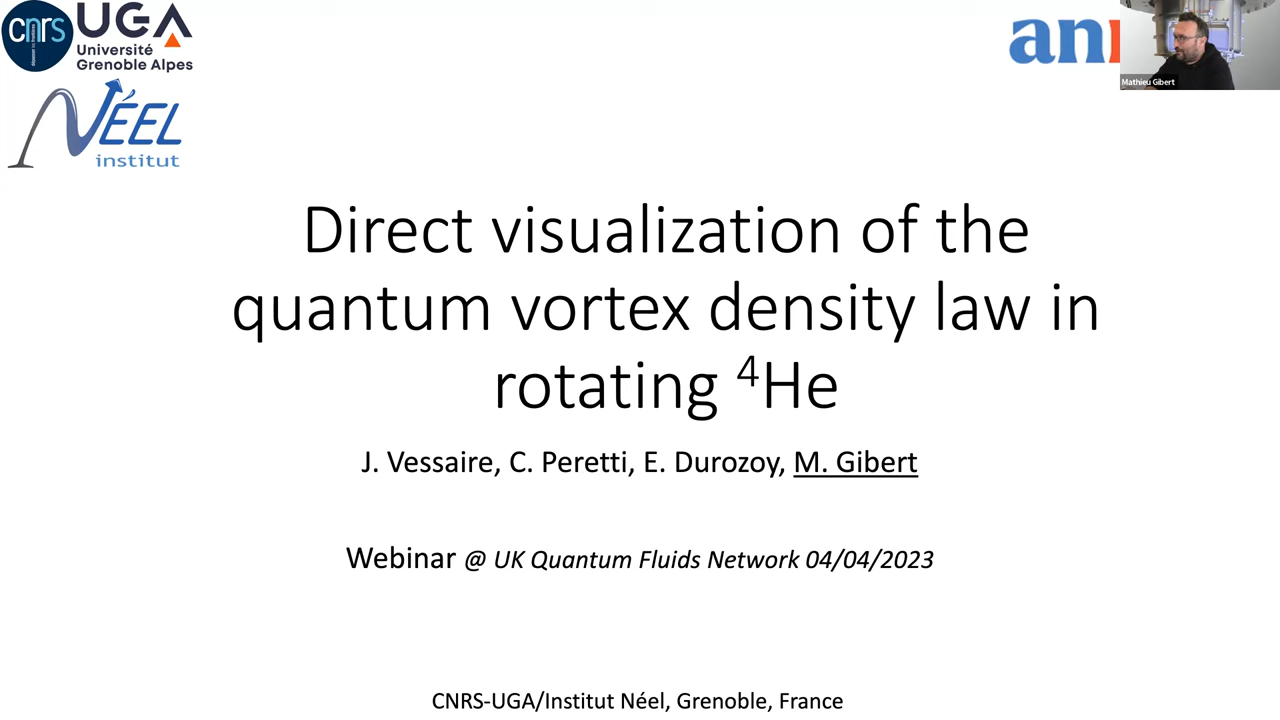 cnrs
UGA
Université
Grenoble Alpes
NÉEL
institut
Mathieu Gibert
Direct visualization of the
quantum vortex density law in
rotating ⁴He
J. Vessaire, C. Peretti, E. Durozoy, M. Gibert
Webinar @ UK Quantum Fluids Network 04/04/2023
CNRS-UGA/Institut Néel, Grenoble, France